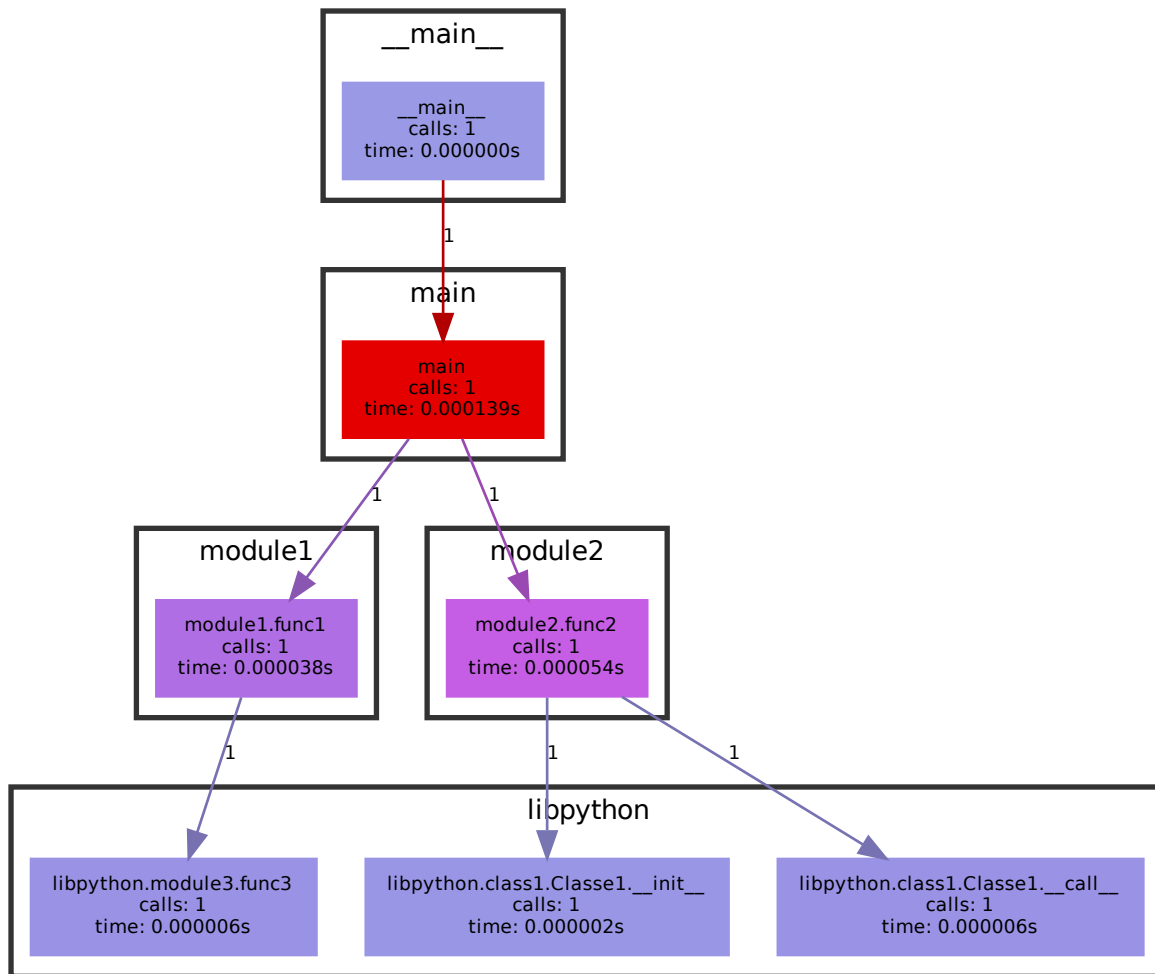 __main__
__main__
calls: 1
time: 0.000000s
1
main
main
calls: 1
time: 0.000139s
1
1
module1
module1.func1
calls: 1
time: 0.000038s
module2
module2.func2
calls: 1
time: 0.000054s
1
1
1
libpython
libpython.module3.func3
calls: 1
time: 0.000006s
libpython.class1.Classe1.__init__
calls: 1
time: 0.000002s
libpython.class1.Classe1.__call__
calls: 1
time: 0.000006s